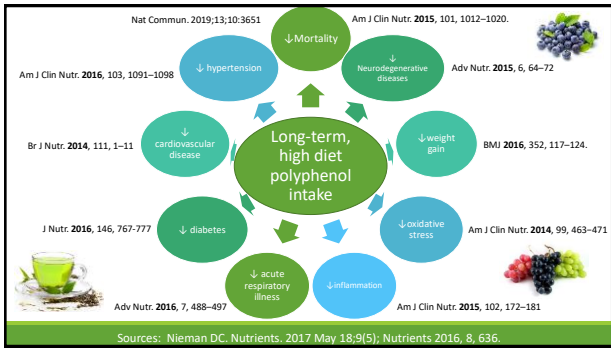 Nat Commun. 2019;13;10:3651
Am J Clin Nutr. 2015, 101, 1012–1020.
↓Mortality
↓ hypertension
↓
Neurodegenerative
diseases
Am J Clin Nutr. 2016, 103, 1091–1098
Adv Nutr. 2015, 6, 64–72
↓
cardiovascular
disease
Long-term,
high diet
polyphenol
intake
↓weight
gain
Br J Nutr. 2014, 111, 1–11
BMJ 2016, 352, 117–124.
J Nutr. 2016, 146, 767-777
↓ diabetes
↓oxidative
stress
Am J Clin Nutr. 2014, 99, 463–471
↓ acute
respiratory
illness
↓inflammation
Adv Nutr. 2016, 7, 488–497
Am J Clin Nutr. 2015, 102, 172–181
Sources: Nieman DC. Nutrients. 2017 May 18;9(5); Nutrients 2016, 8, 636.